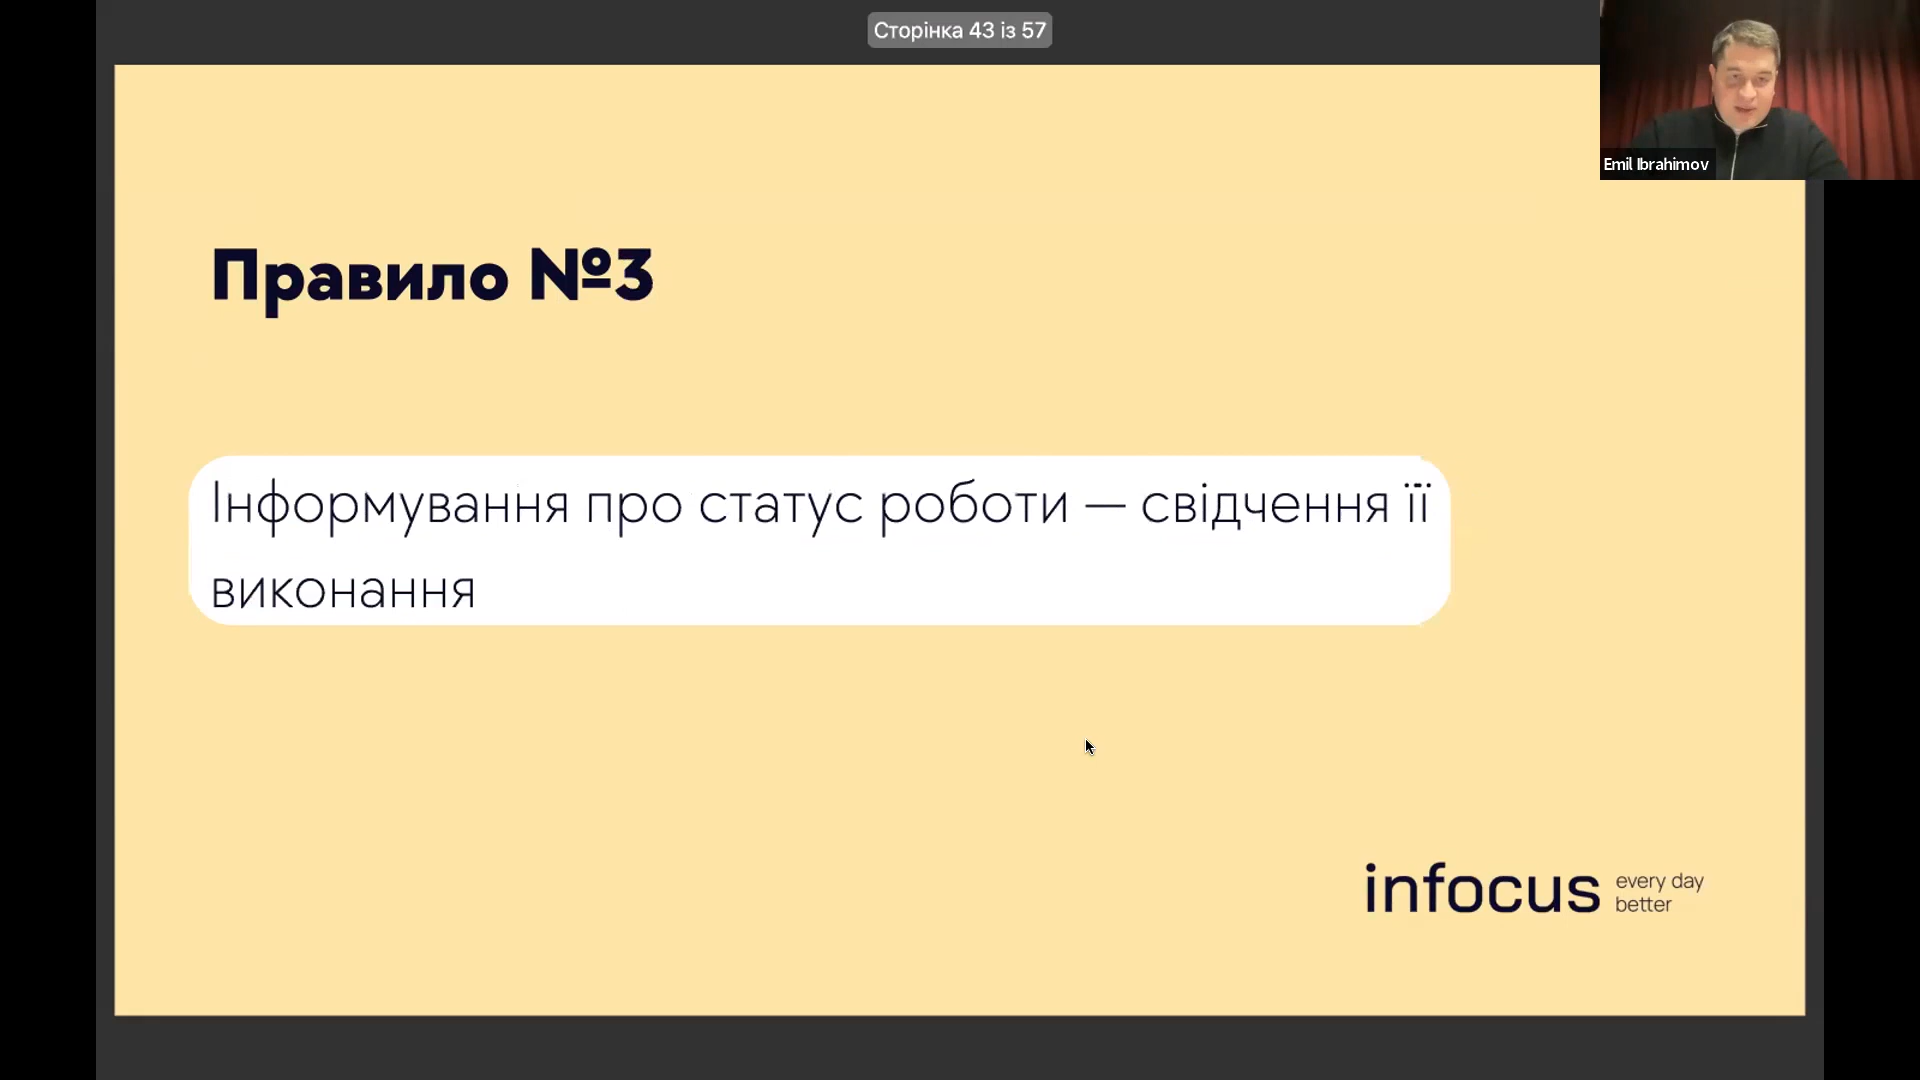 Сторінка 43 із 57
Emil Ibrahimov
Правило №3
Інформування про статус роботи — свідчення її
виконання
infocus every day
better